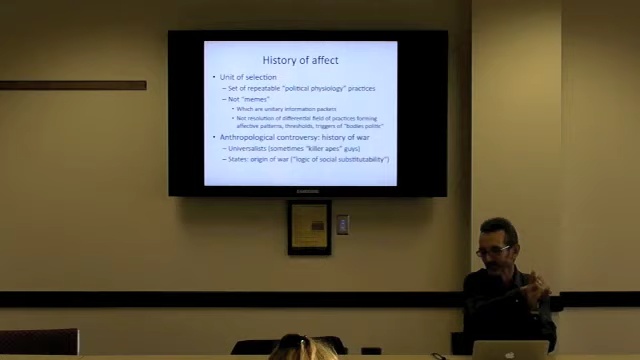 History of affect
• Unit of selection
– Set of repeatable "political physiology" practices
– Not "memes"
• Which are unitary information packets
• Not resolution of differential field of practices forming
affective patterns, thresholds, triggers of "bodies politic"
• Anthropological controversy: history of war
– Universalists (sometimes "killer apes" guys)
– States: origin of war ("logic of social substitutability")
SAMSUNG